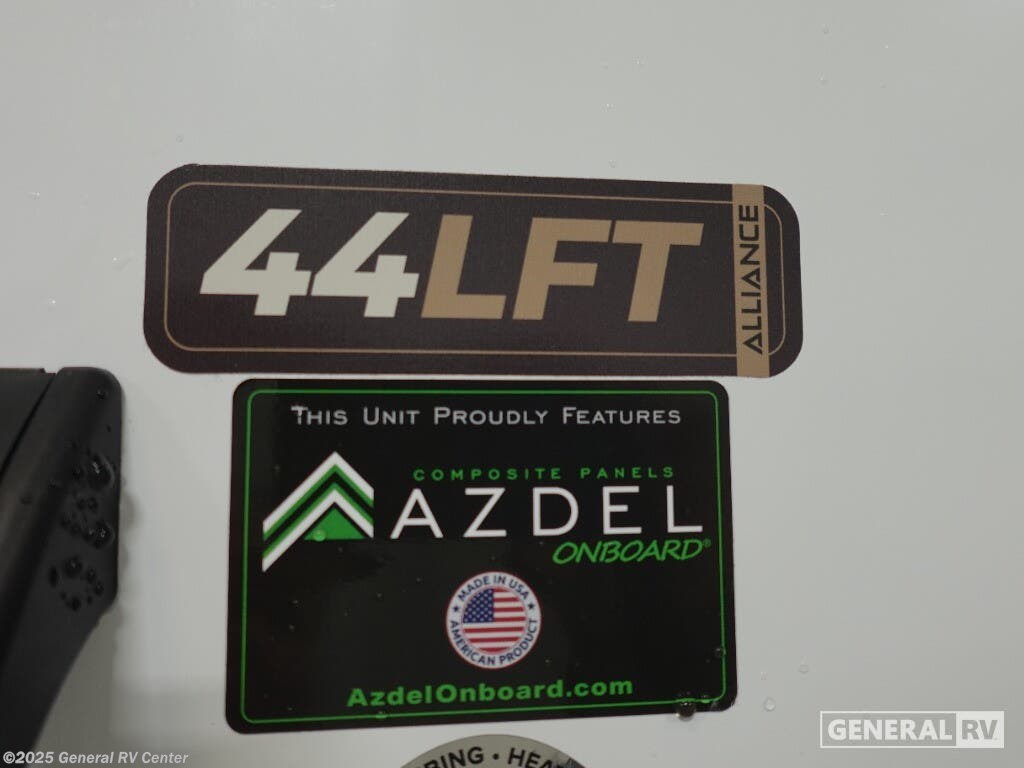 44LFT
ALLIANCE
THIS UNIT PROUDLY FEATURES
COMPOSITE PANELS
AZDEL
ONBOARD®
MADE IN USA
AMERICAN PRODUCT
AzdelOnboard.com
GENERAL RV
©2025 General RV Center